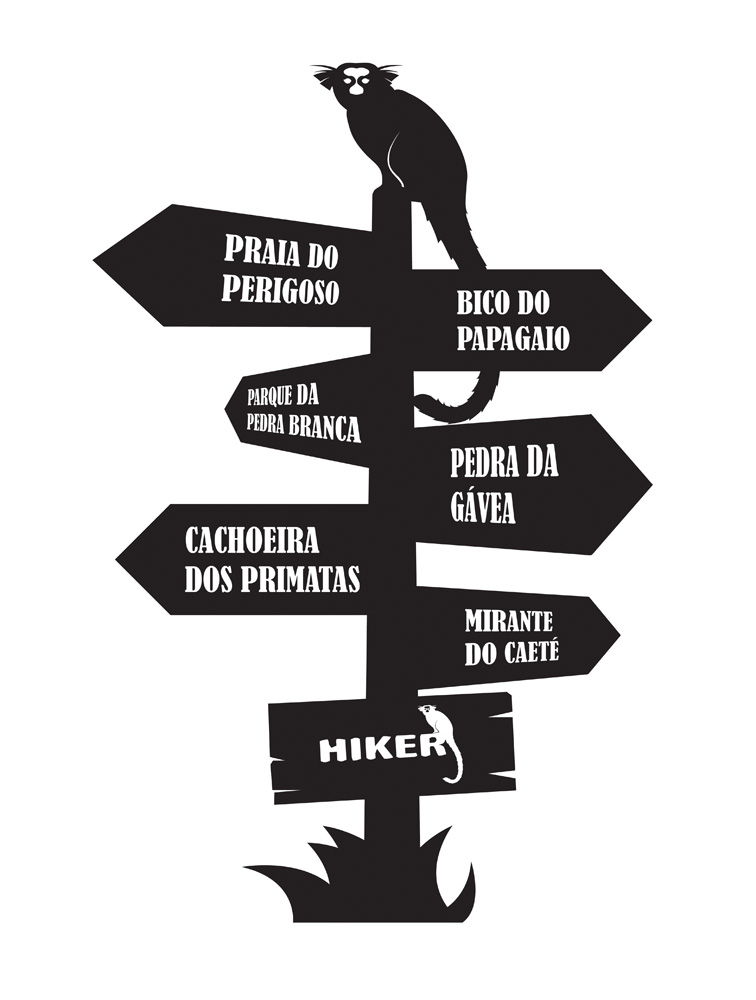 PRAIA DO
PERIGOSO
BICO DO
PAPAGAIO
PARQUE DA
PEDRA BRANCA
PEDRA DA
GÁVEA
CACHOEIRA
DOS PRIMATAS
MIRANTE
DO CAETÉ
HIKER